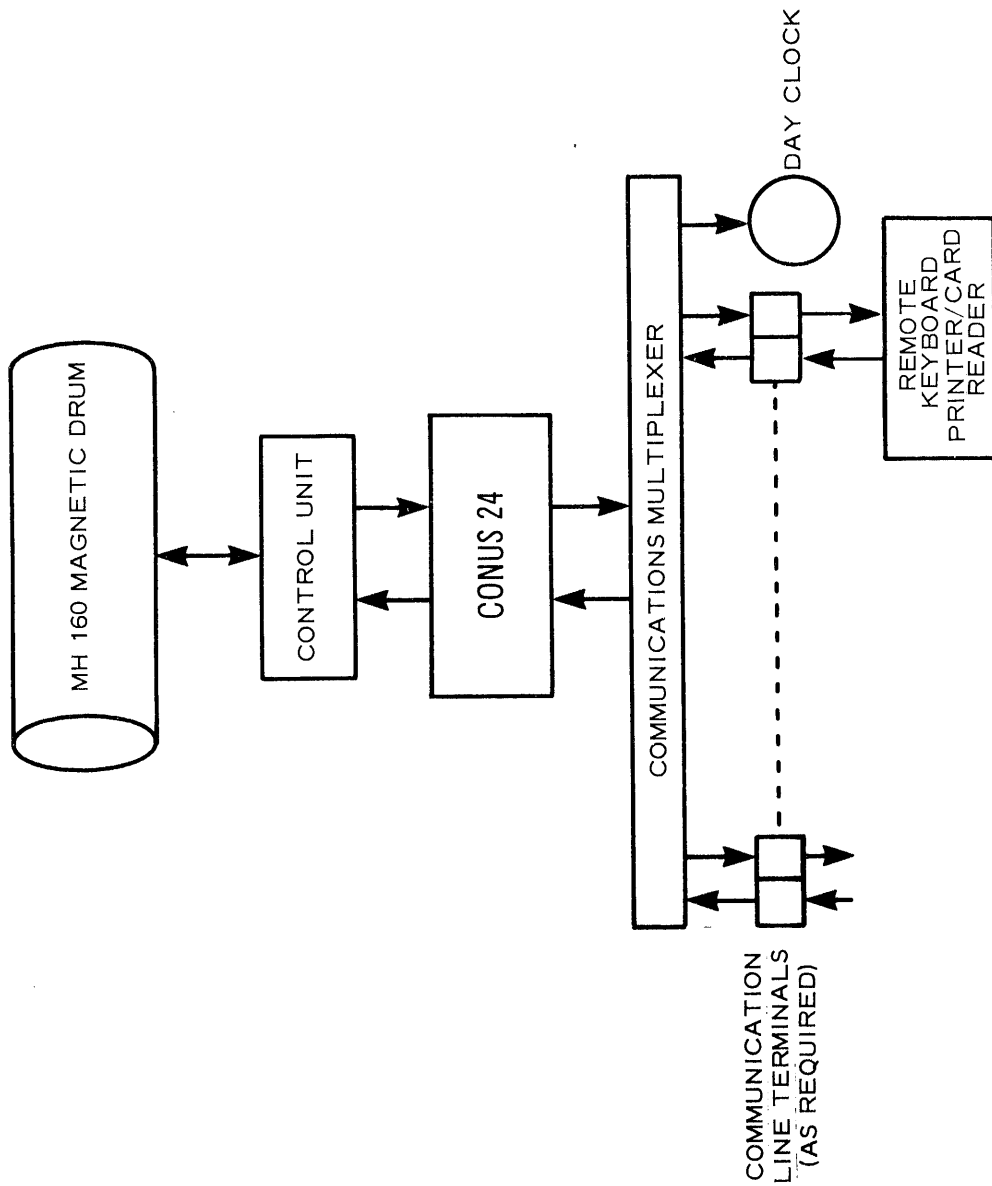 MH 160 MAGNETIC DRUM
CONTROL UNIT
CONUS 24
COMMUNICATIONS MULTIPLEXER
DAY CLOCK
COMMUNICATION
LINE TERMINALS
(AS REQUIRED)
REMOTE
KEYBOARD
PRINTER/CARD
READER